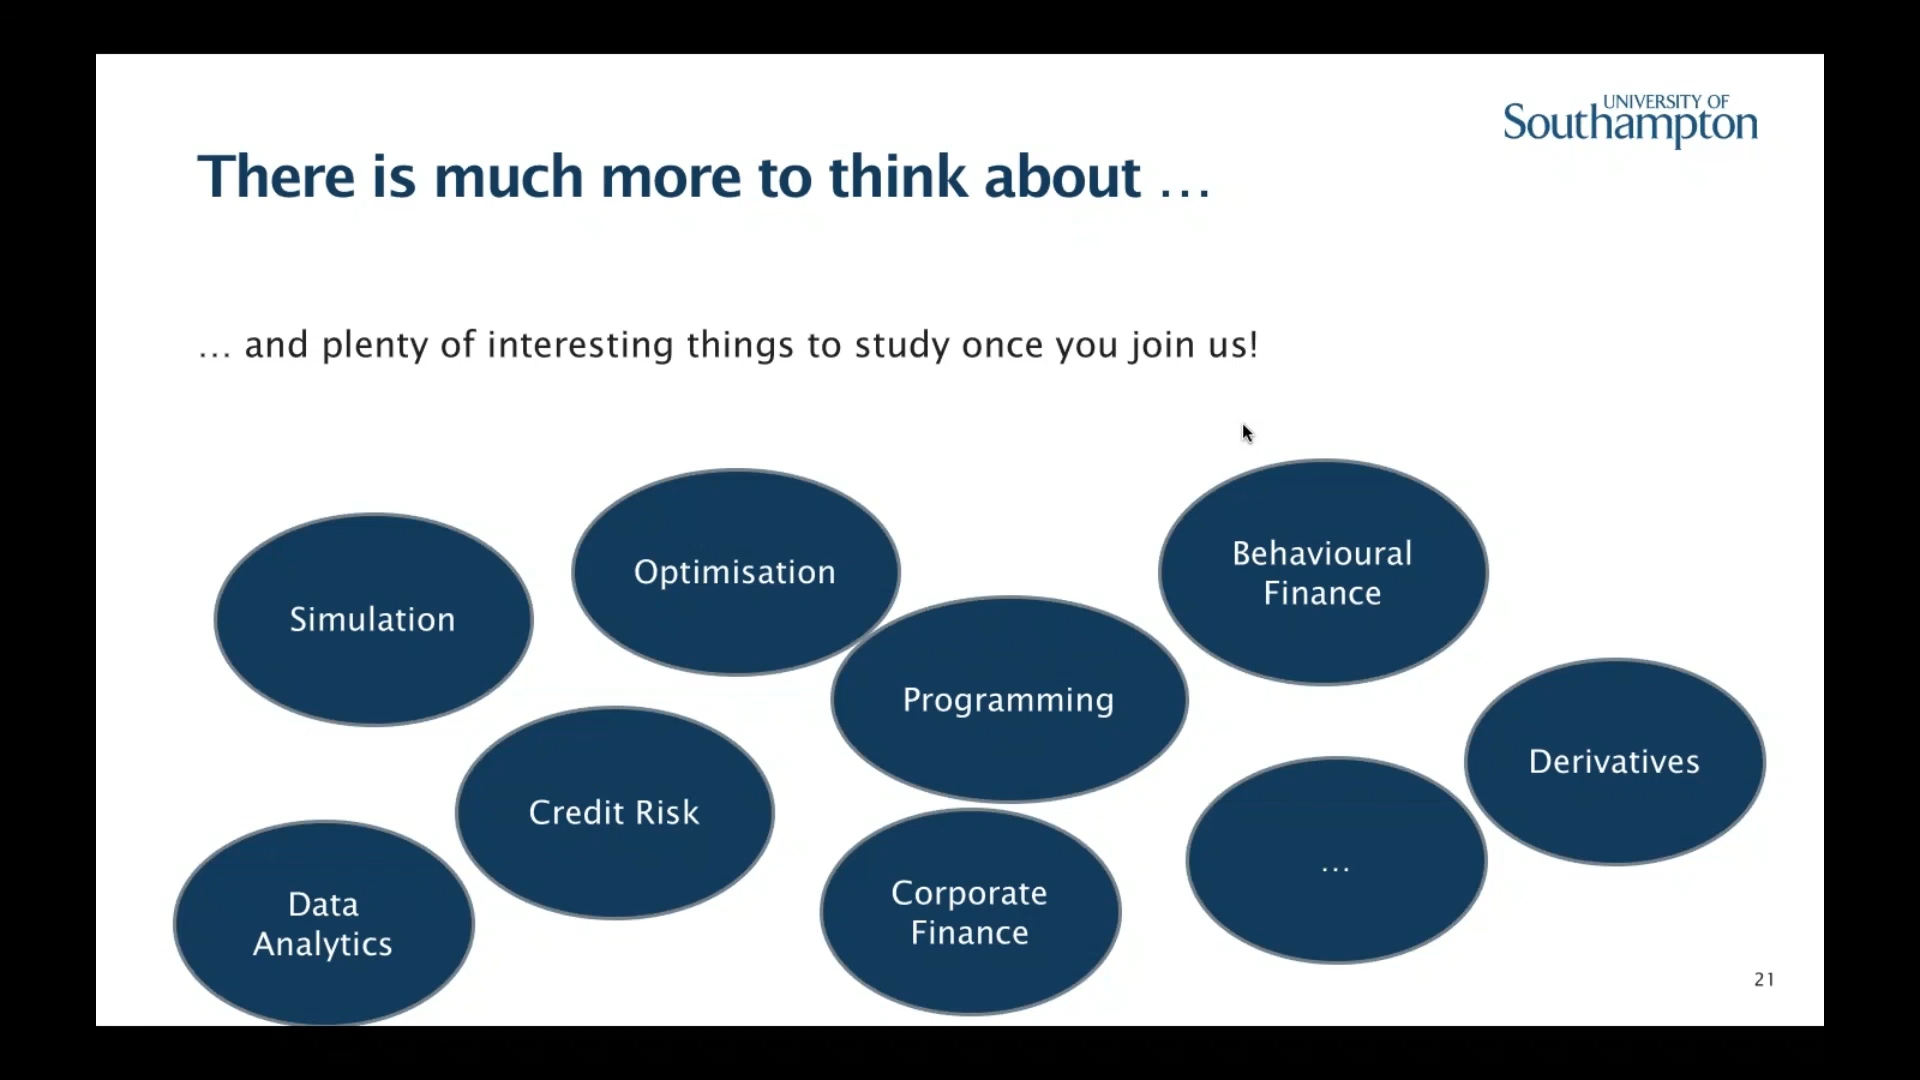 UNIVERSITY OF
Southampton
There is much more to think about …
… and plenty of interesting things to study once you join us!
Simulation
Optimisation
Behavioural
Finance
Programming
Derivatives
Credit Risk
…
Data
Analytics
Corporate
Finance
21